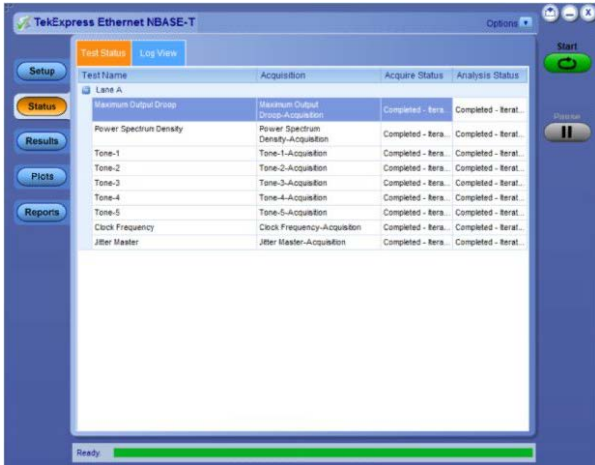 TekExpress Ethernet NBASE-T
Options
Start
Test Status Log View
Setup
Status
Results
Plots
Reports
Pause
Test Name Acquisition Acquire Status Analysis Status
Lane A
Maximum Output Droop Maximum Output Droop-Acquisition Completed - Itera... Completed - Iterat...
Power Spectrum Density Power Spectrum Density-Acquisition Completed - Itera... Completed - Iterat...
Tone-1 Tone-1-Acquisition Completed - Itera... Completed - Iterat...
Tone-2 Tone-2-Acquisition Completed - Itera... Completed - Iterat...
Tone-3 Tone-3-Acquisition Completed - Itera... Completed - Iterat...
Tone-4 Tone-4-Acquisition Completed - Itera... Completed - Iterat...
Tone-5 Tone-5-Acquisition Completed - Itera... Completed - Iterat...
Clock Frequency Clock Frequency-Acquisition Completed - Itera... Completed - Iterat...
Jitter Master Jitter Master-Acquisition Completed - Itera... Completed - Iterat...
Ready.